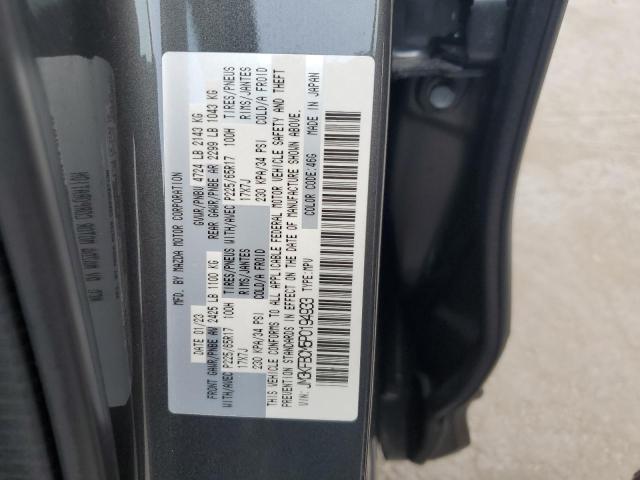 MFD. BY MAZDA MOTOR CORPORATION
DATE: 01/23 GVWR/PNBV 4724 LB 2143 KG
FRONT GAWR/PNBE AV 2425 LB 1100 KG REAR GAWR/PNBE AR 2299 LB 1043 KG
WITH/AVEC P225/65R17 100H TIRES/PNEUS WITH/AVEC P225/65R17 100H TIRES/PNEUS
17X7J RIMS/JANTES 17X7J RIMS/JANTES
230 KPA/34 PSI COLD/A FROID 230 KPA/34 PSI COLD/A FROID
THIS VEHICLE CONFORMS TO ALL APPLICABLE FEDERAL MOTOR VEHICLE SAFETY AND THEFT
PREVENTION STANDARDS IN EFFECT ON THE DATE OF MANUFACTURE SHOWN ABOVE.
VIN: JM3KFBCM5P0194933 TYPE:MPV COLOR CODE/46G MADE IN JAPAN